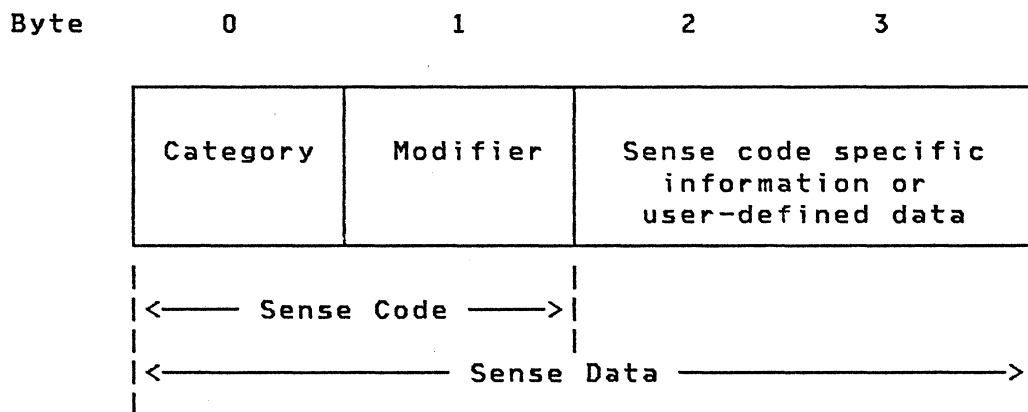 Byte 0 1 2 3
Category Modifier Sense code specific
information or
user-defined data
Sense Code
Sense Data